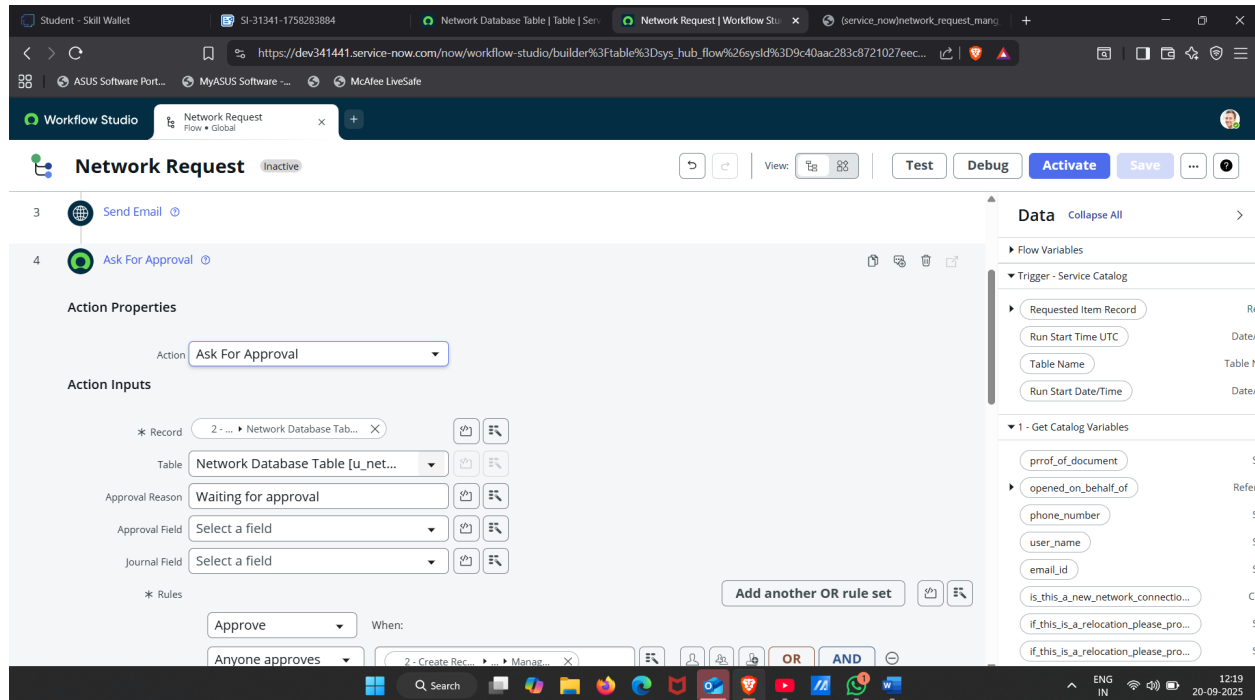 Student - Skill Wallet
SI-31341-1758283884
Network Database Table | Table | Serv
Network Request | Workflow Stu
(service_now)network_request_mang
https://dev341441.service-now.com/now/workflow-studio/builder%3Ftable%3Dsys_hub_flow%26sysId%3D9c40aac283c8721027eec...
ASUS Software Port...
MyASUS Software -...
McAfee LiveSafe
Workflow Studio
Network Request
Flow • Global
Network Request
Inactive
View:
Test
Debug
Activate
Save
3
Send Email
4
Ask For Approval
Action Properties
Action
Ask For Approval
Action Inputs
* Record
2 - ... ▸ Network Database Tab...
Table
Network Database Table [u_net...
Approval Reason
Waiting for approval
Approval Field
Select a field
Journal Field
Select a field
* Rules
Add another OR rule set
Approve
When:
Anyone approves
2 - Create Rec... ▸ ... ▸ Manag...
OR
AND
Data
Collapse All
Flow Variables
Trigger - Service Catalog
Requested Item Record
Re
Run Start Time UTC
Date/
Table Name
Table N
Run Start Date/Time
Date/
1 - Get Catalog Variables
prrof_of_document
S
opened_on_behalf_of
Refer
phone_number
S
user_name
S
email_id
S
is_this_a_new_network_connectio...
C
if_this_is_a_relocation_please_pro...
S
if_this_is_a_relocation_please_pro...
S
Search
1
ENG
IN
12:19
20-09-2025